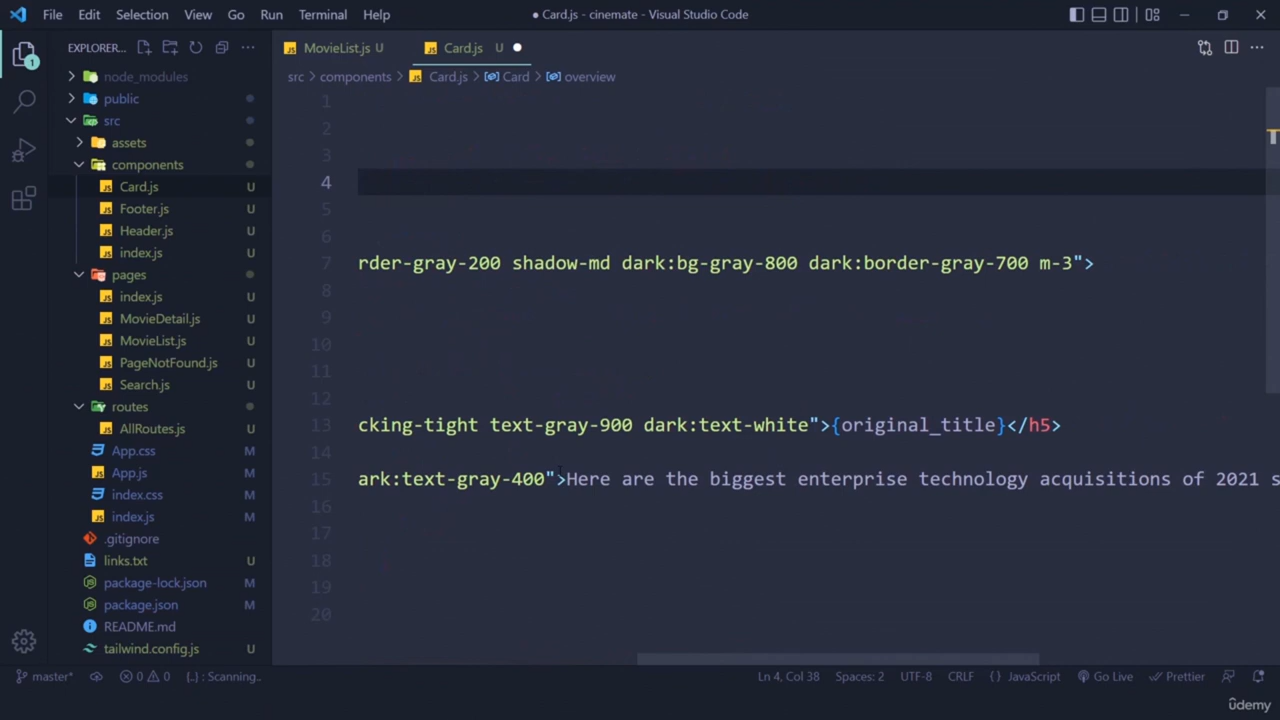 File Edit Selection View Go Run Terminal Help
● Card.js - cinemate - Visual Studio Code
EXPLORER...
MovieList.js U
Card.js U
src > components > Card.js > Card > overview
node_modules
public
src
assets
components
Card.js U
Footer.js U
Header.js U
index.js U
pages
index.js U
MovieDetail.js U
MovieList.js U
PageNotFound.js U
Search.js U
routes
AllRoutes.js U
App.css U
App.js M
index.css M
index.js M
.gitignore
links.txt U
package-lock.json M
package.json M
README.md
tailwind.config.js U
1
2
3
4
5
6
7 rder-gray-200 shadow-md dark:bg-gray-800 dark:border-gray-700 m-3">
8
9
10
11
12
13 cking-tight text-gray-900 dark:text-white">{original_title}</h5>
14
15 ark:text-gray-400">Here are the biggest enterprise technology acquisitions of 2021 s
16
17
18
19
20
1
master* 0 0 {..} : Scanning..
Ln 4, Col 38 Spaces: 2 UTF-8 CRLF {} JavaScript Go Live Prettier
ûdemy